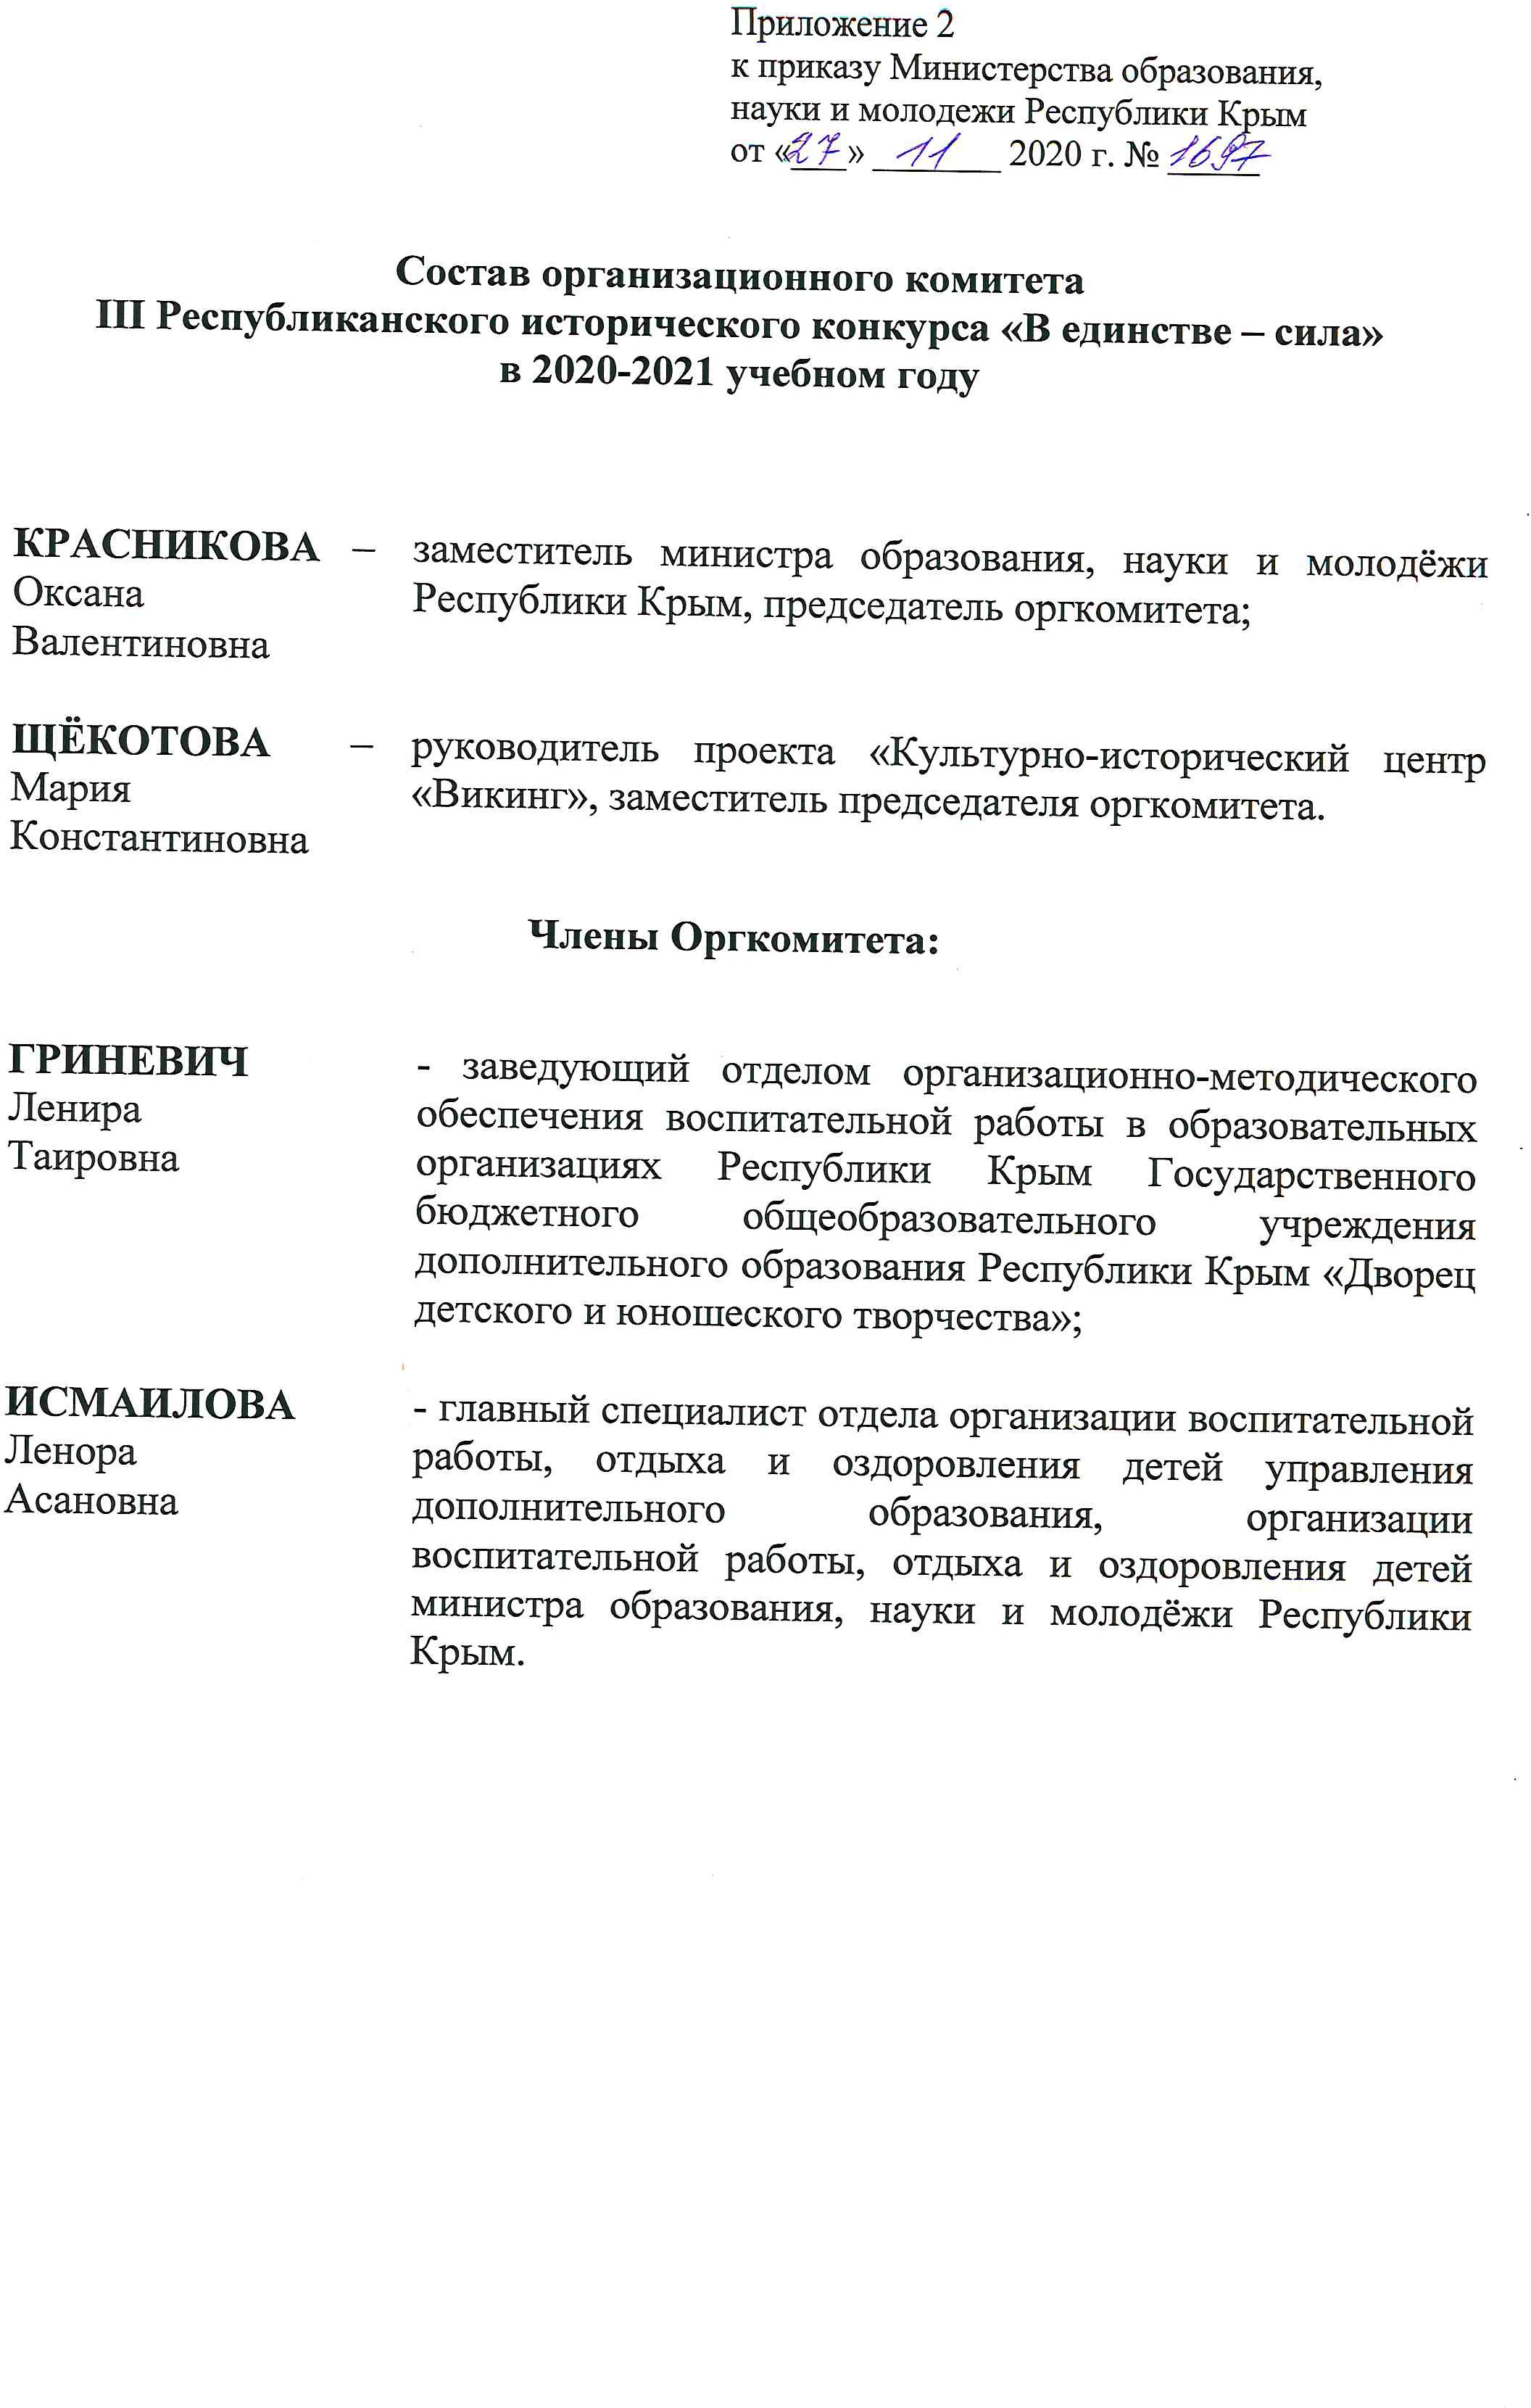 Приложение 2
к приказу Министерства образования,
науки и молодежи Республики Крым
от «27» 11 2020 г. № 1697
Состав организационного комитета
III Республиканского исторического конкурса «В единстве – сила»
в 2020-2021 учебном году
КРАСНИКОВА – заместитель министра образования, науки и молодёжи
Оксана Республики Крым, председатель оргкомитета;
Валентиновна
ЩЁКОТОВА – руководитель проекта «Культурно-исторический центр
Мария «Викинг», заместитель председателя оргкомитета.
Константиновна
Члены Оргкомитета:
ГРИНЕВИЧ - заведующий отделом организационно-методического
Ленира обеспечения воспитательной работы в образовательных
Таировна организациях Республики Крым Государственного
бюджетного общеобразовательного учреждения
дополнительного образования Республики Крым «Дворец
детского и юношеского творчества»;
ИСМАИЛОВА - главный специалист отдела организации воспитательной
Ленора работы, отдыха и оздоровления детей управления
Асановна дополнительного образования, организации
воспитательной работы, отдыха и оздоровления детей
министра образования, науки и молодёжи Республики
Крым.